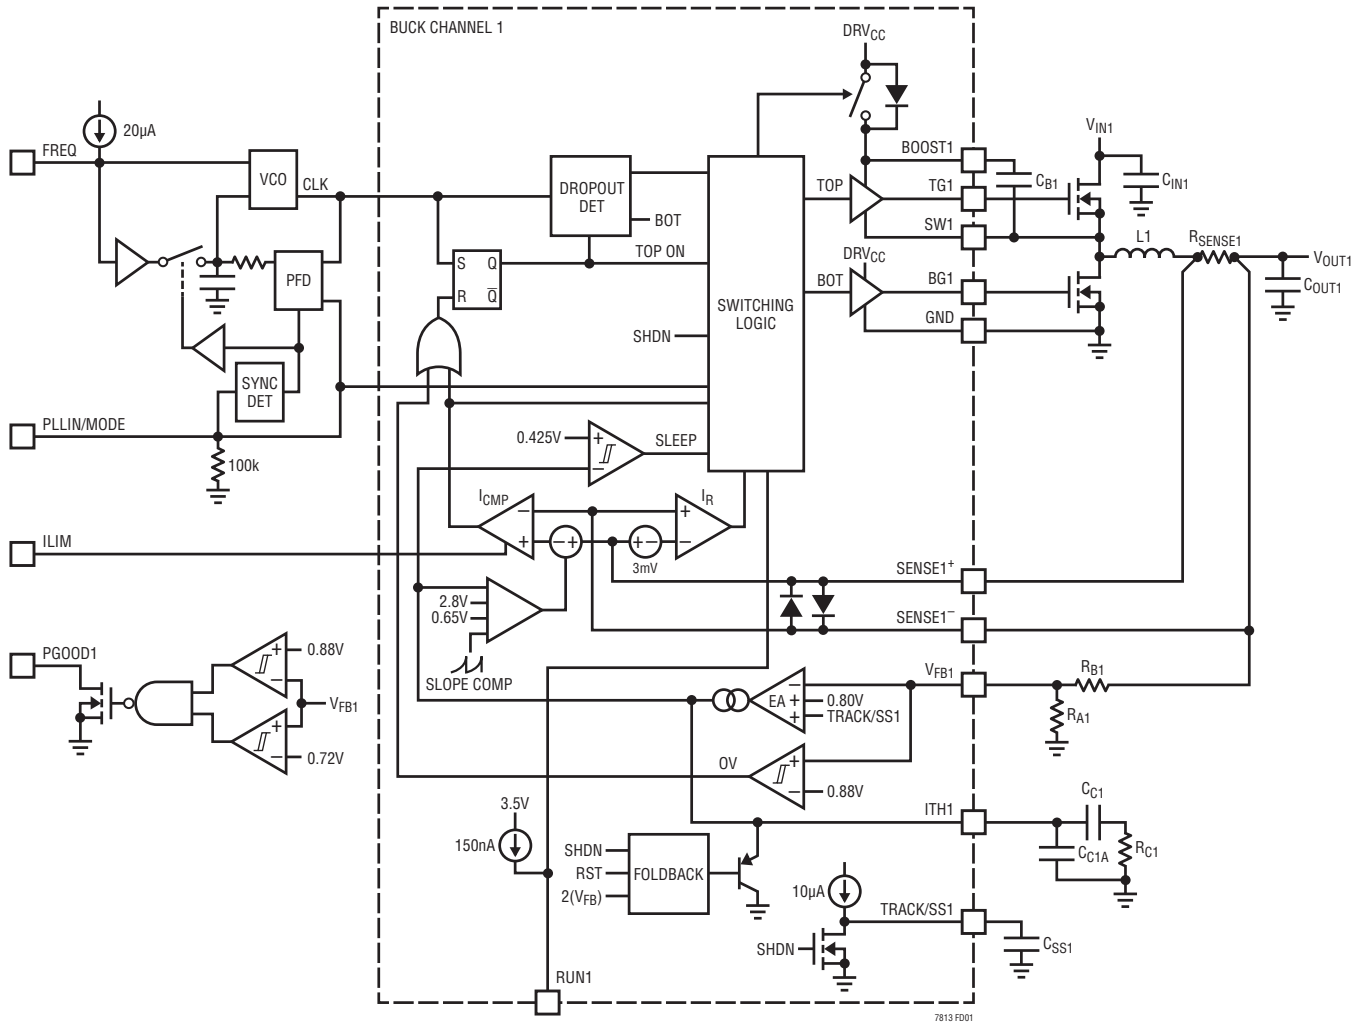 BUCK CHANNEL 1
DRVCC
20µA
FREQ
VCO
CLK
PFD
SYNC
DET
PLLIN/MODE
100k
ILIM
PGOOD1
0.88V
VFB1
0.72V
DROPOUT
DET
BOT
TOP ON
S Q
R Q̅
SHDN
SWITCHING
LOGIC
TOP
BOT
DRVCC
BOOST1
TG1
SW1
BG1
GND
CB1
VIN1
CIN1
L1
RSENSE1
VOUT1
COUT1
0.425V
+
−
SLEEP
ICMP
−
+
−+
IR
+
−
+−
3mV
2.8V
0.65V
SLOPE COMP
SENSE1+
SENSE1−
VFB1
RB1
RA1
EA
−
+
+
0.80V
TRACK/SS1
OV
+
−
0.88V
ITH1
CC1
CC1A
RC1
3.5V
150nA
SHDN
RST
2(VFB)
FOLDBACK
10µA
TRACK/SS1
CSS1
SHDN
RUN1
+
−
+
−
7813 FD01